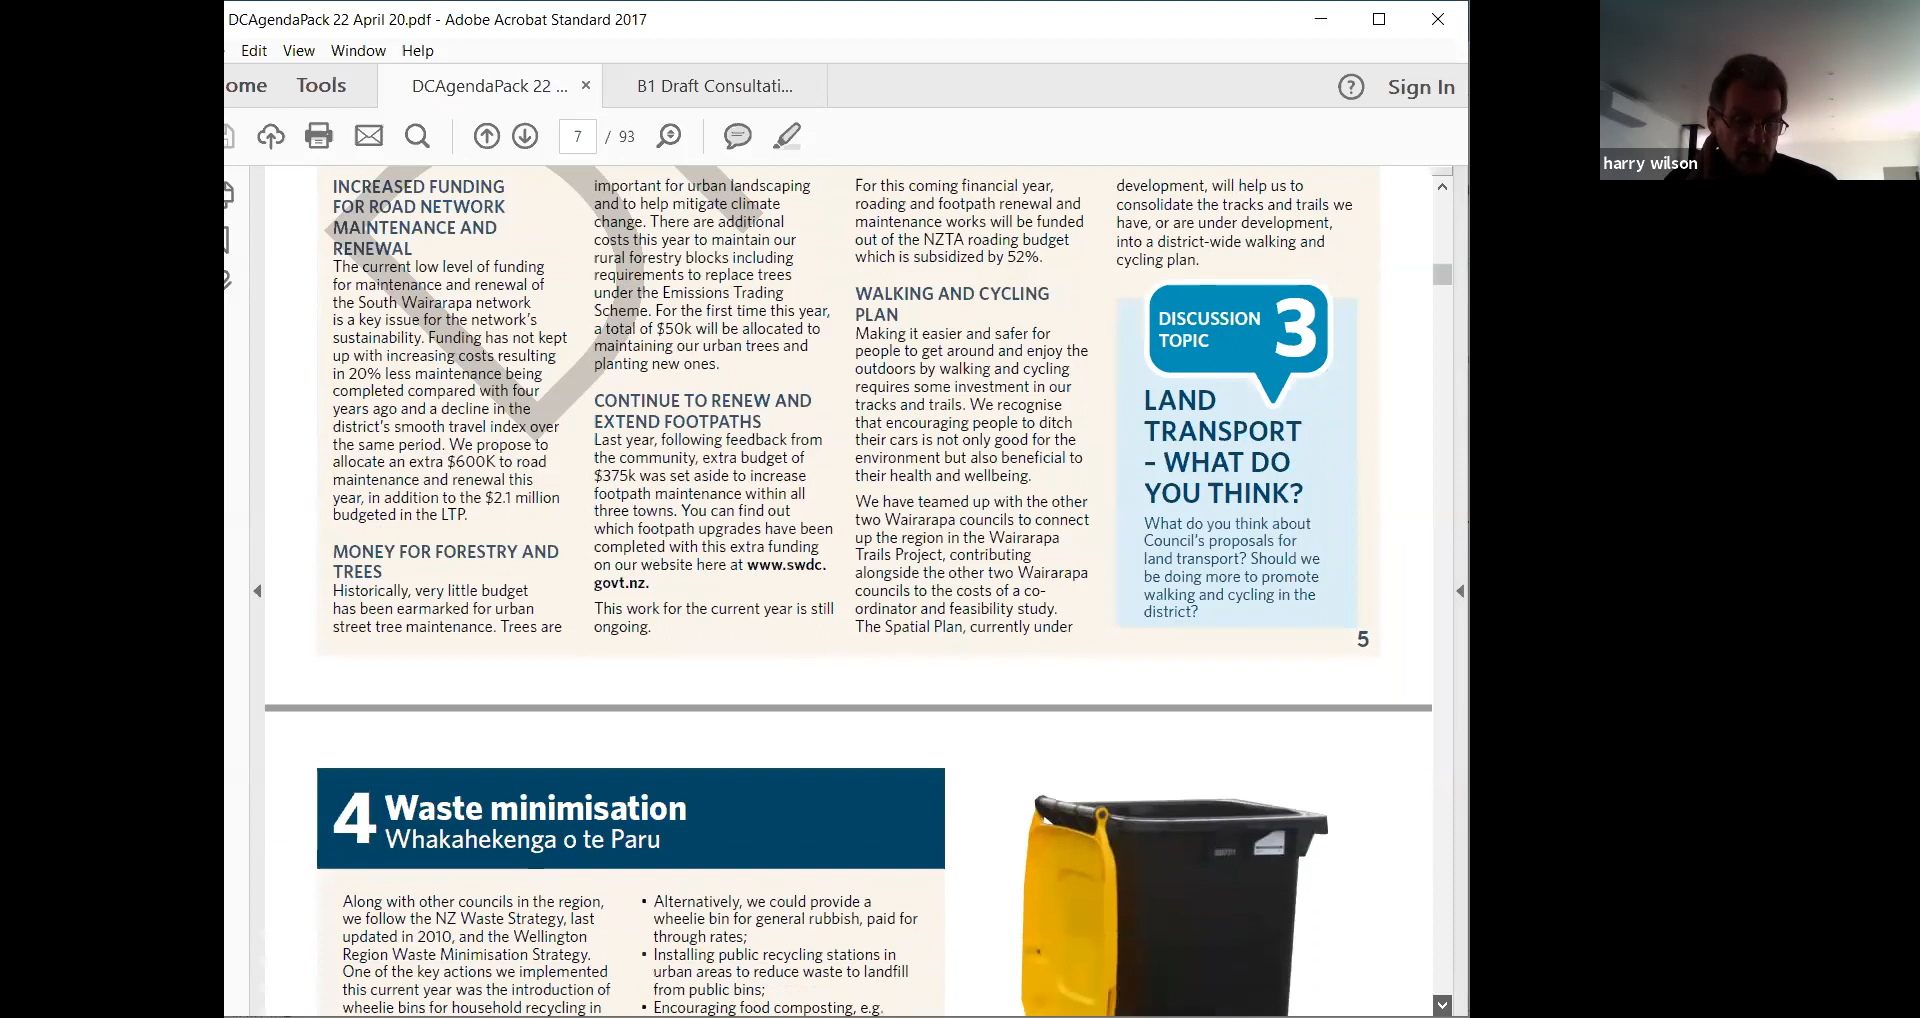 DCAgendaPack 22 April 20.pdf - Adobe Acrobat Standard 2017
Edit View Window Help
ome Tools
DCAgendaPack 22 ... ×
B1 Draft Consultati...
? Sign In
7 / 93
harry wilson
INCREASED FUNDING
FOR ROAD NETWORK
MAINTENANCE AND
RENEWAL
The current low level of funding
for maintenance and renewal of
the South Wairarapa network
is a key issue for the network's
sustainability. Funding has not kept
up with increasing costs resulting
in 20% less maintenance being
completed compared with four
years ago and a decline in the
district's smooth travel index over
the same period. We propose to
allocate an extra $600K to road
maintenance and renewal this
year, in addition to the $2.1 million
budgeted in the LTP.
MONEY FOR FORESTRY AND
TREES
Historically, very little budget
has been earmarked for urban
street tree maintenance. Trees are
important for urban landscaping
and to help mitigate climate
change. There are additional
costs this year to maintain our
rural forestry blocks including
requirements to replace trees
under the Emissions Trading
Scheme. For the first time this year,
a total of $50k will be allocated to
maintaining our urban trees and
planting new ones.
CONTINUE TO RENEW AND
EXTEND FOOTPATHS
Last year, following feedback from
the community, extra budget of
$375k was set aside to increase
footpath maintenance within all
three towns. You can find out
which footpath upgrades have been
completed with this extra funding
on our website here at www.swdc.
govt.nz.
This work for the current year is still
ongoing.
For this coming financial year,
roading and footpath renewal and
maintenance works will be funded
out of the NZTA roading budget
which is subsidized by 52%.
WALKING AND CYCLING
PLAN
Making it easier and safer for
people to get around and enjoy the
outdoors by walking and cycling
requires some investment in our
tracks and trails. We recognise
that encouraging people to ditch
their cars is not only good for the
environment but also beneficial to
their health and wellbeing.
We have teamed up with the other
two Wairarapa councils to connect
up the region in the Wairarapa
Trails Project, contributing
alongside the other two Wairarapa
councils to the costs of a co-
ordinator and feasibility study.
The Spatial Plan, currently under
development, will help us to
consolidate the tracks and trails we
have, or are under development,
into a district-wide walking and
cycling plan.
DISCUSSION
TOPIC 3
LAND
TRANSPORT
– WHAT DO
YOU THINK?
What do you think about
Council's proposals for
land transport? Should we
be doing more to promote
walking and cycling in the
district?
5
4 Waste minimisation
Whakahekenga o te Paru
Along with other councils in the region,
we follow the NZ Waste Strategy, last
updated in 2010, and the Wellington
Region Waste Minimisation Strategy.
One of the key actions we implemented
this current year was the introduction of
wheelie bins for household recycling in
• Alternatively, we could provide a
wheelie bin for general rubbish, paid for
through rates;
• Installing public recycling stations in
urban areas to reduce waste to landfill
from public bins;
• Encouraging food composting, e.g.